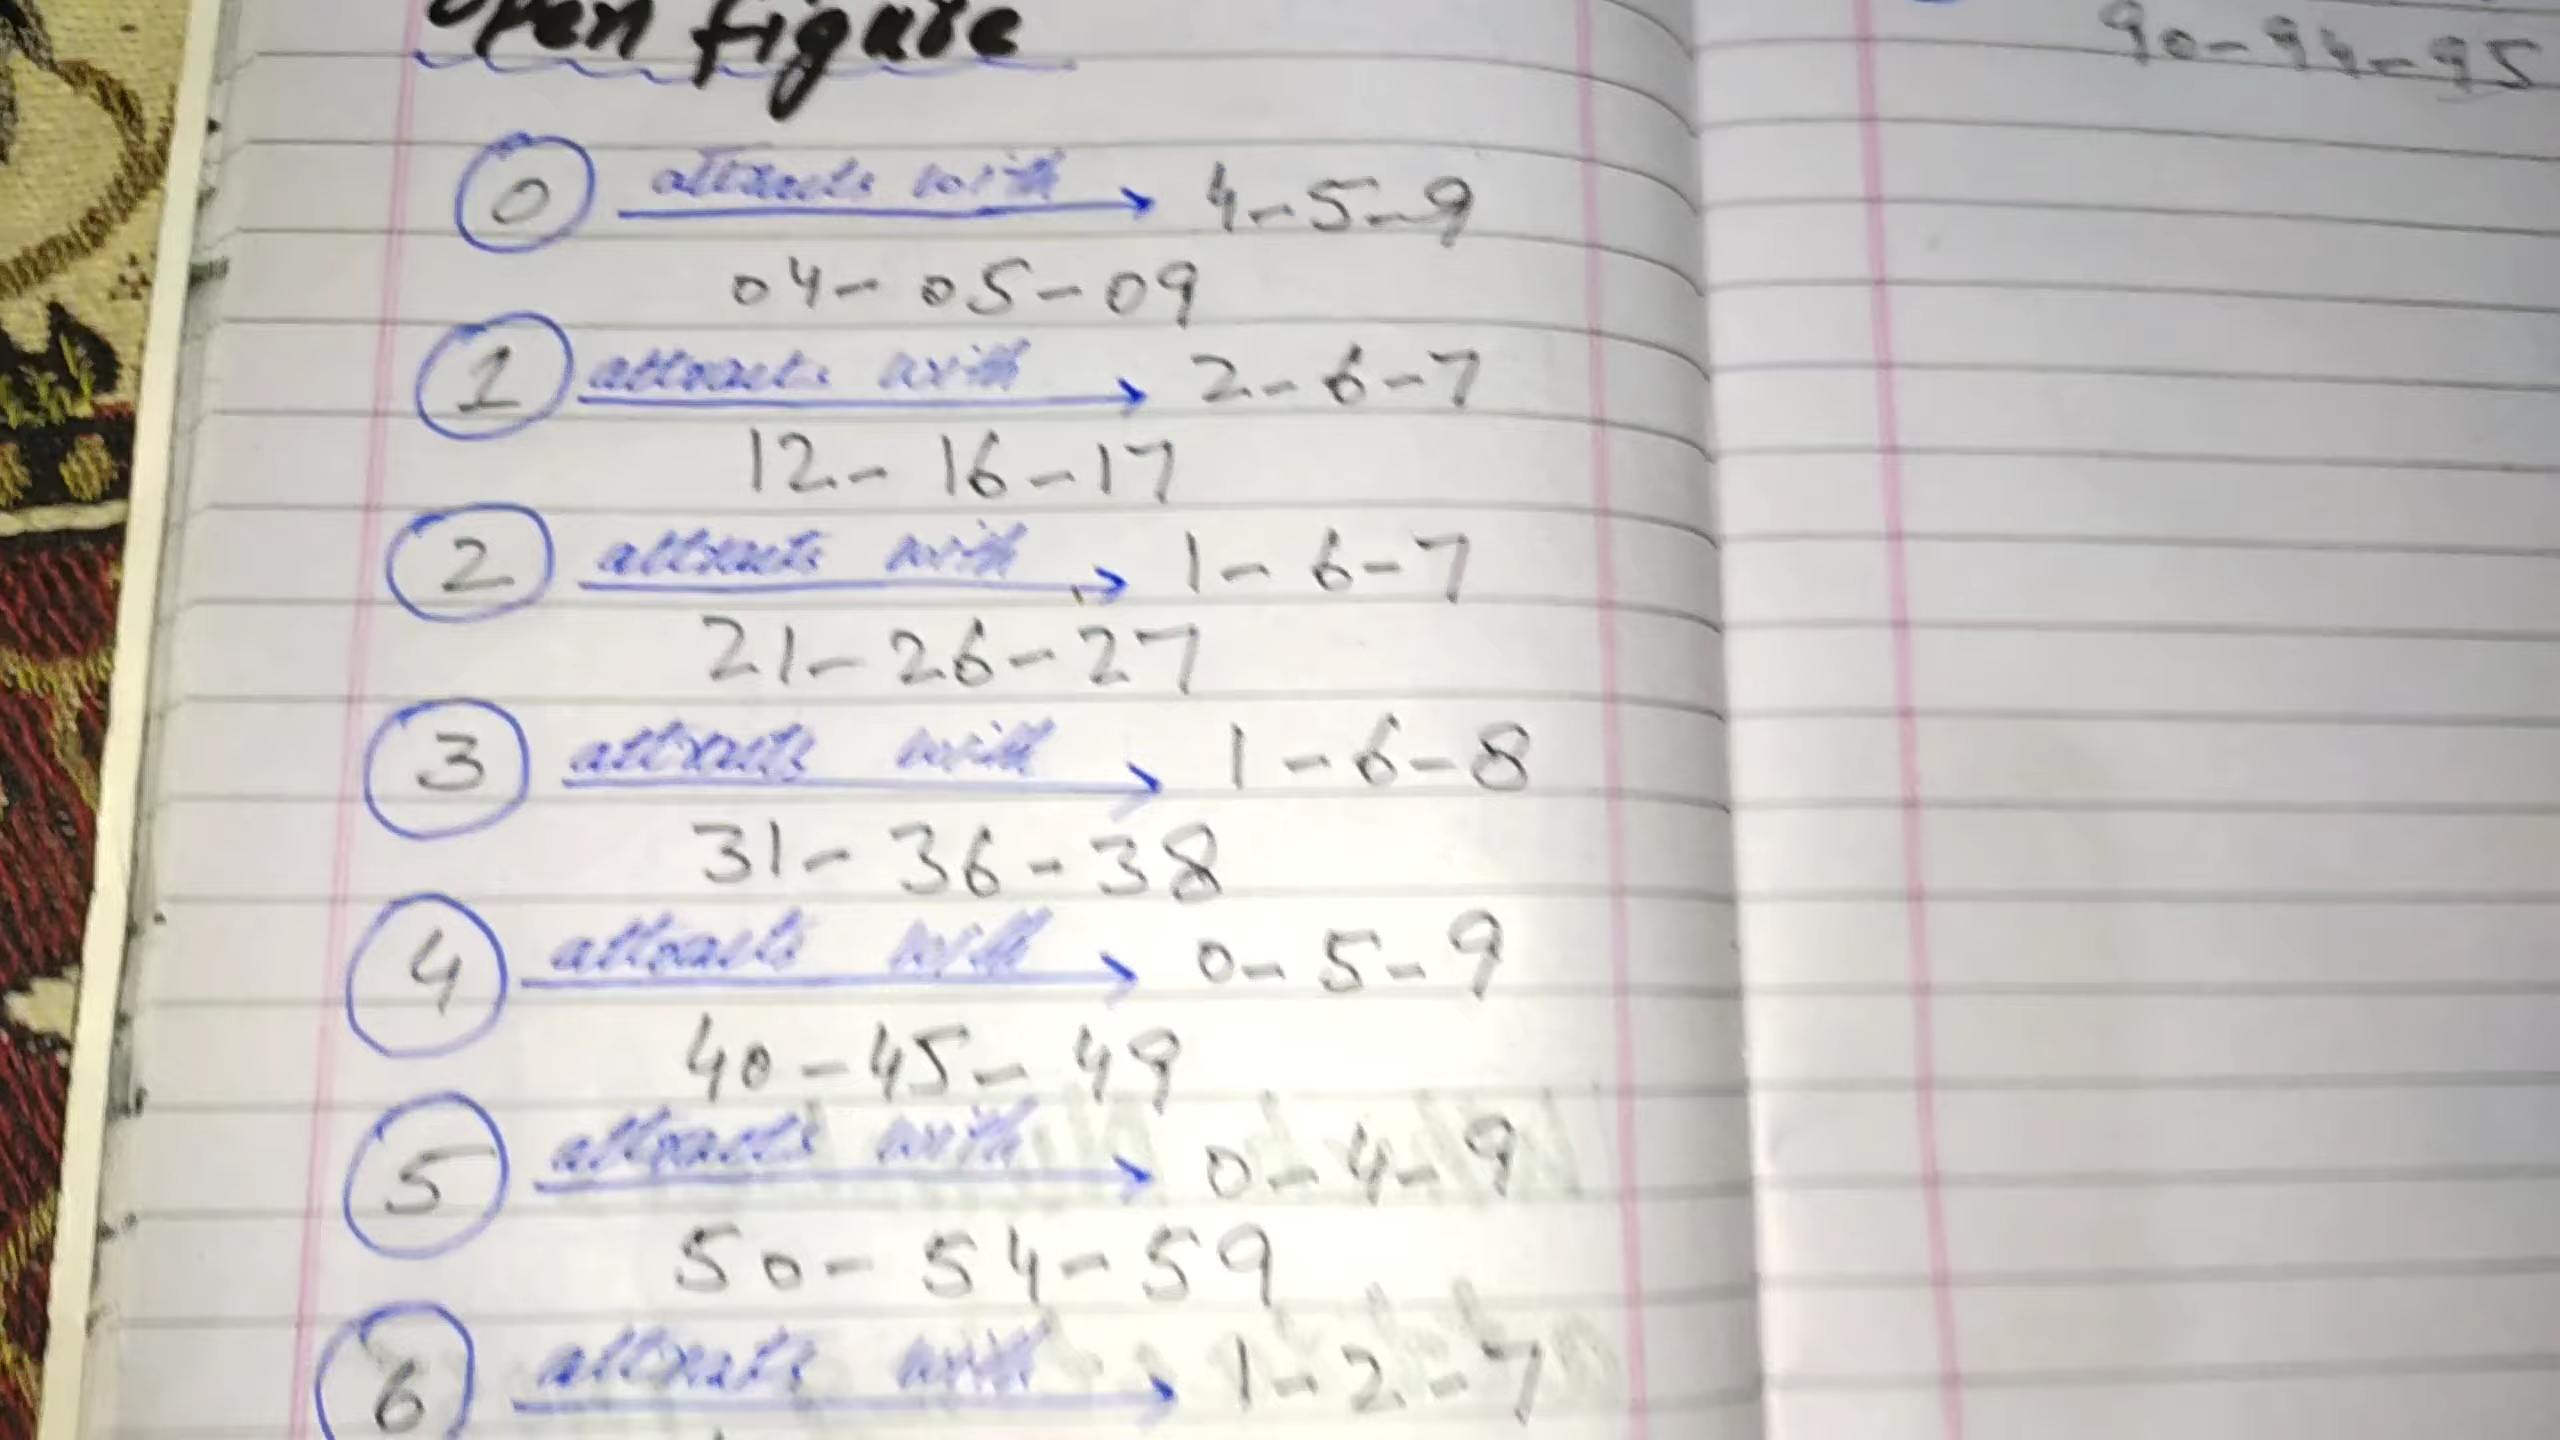 Open figure
0 attracts with → 4-5-9
04-05-09
1 attracts with → 2-6-7
12-16-17
2 attracts with → 1-6-7
21-26-27
3 attracts with → 1-6-8
31-36-38
4 attracts with → 0-5-9
40-45-49
5 attracts with → 0-4-9
50-54-59
6 attracts with → 1-2-7
90-94-95